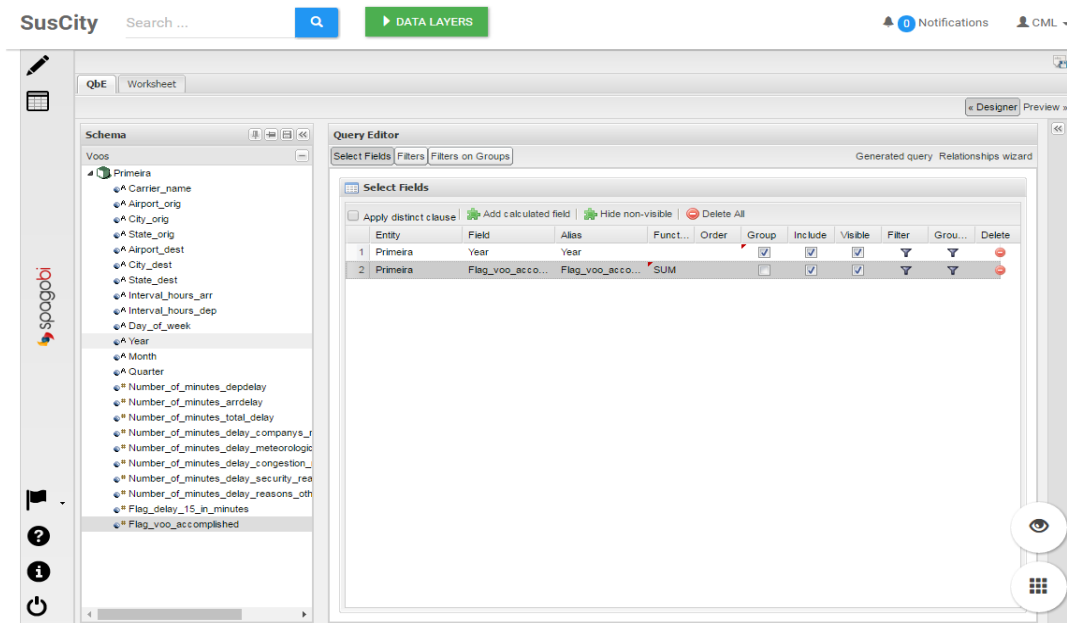 SusCity Search ... DATA LAYERS 0 Notifications CML
QbE Worksheet
« Designer Preview »
Schema
Voos
Primeira
Carrier_name
Airport_orig
City_orig
State_orig
Airport_dest
City_dest
State_dest
Interval_hours_arr
Interval_hours_dep
Day_of_week
Year
Month
Quarter
Number_of_minutes_depdelay
Number_of_minutes_arrdelay
Number_of_minutes_total_delay
Number_of_minutes_delay_companys_r
Number_of_minutes_delay_meteorologic
Number_of_minutes_delay_congestion_
Number_of_minutes_delay_security_rea
Number_of_minutes_delay_reasons_oth
Flag_delay_15_in_minutes
Flag_voo_accomplished
spagobi
Query Editor
Select Fields Filters Filters on Groups Generated query Relationships wizard
Select Fields
Apply distinct clause Add calculated field Hide non-visible Delete All
Entity Field Alias Funct... Order Group Include Visible Filter Grou... Delete
1 Primeira Year Year
2 Primeira Flag_voo_acco... Flag_voo_acco... SUM